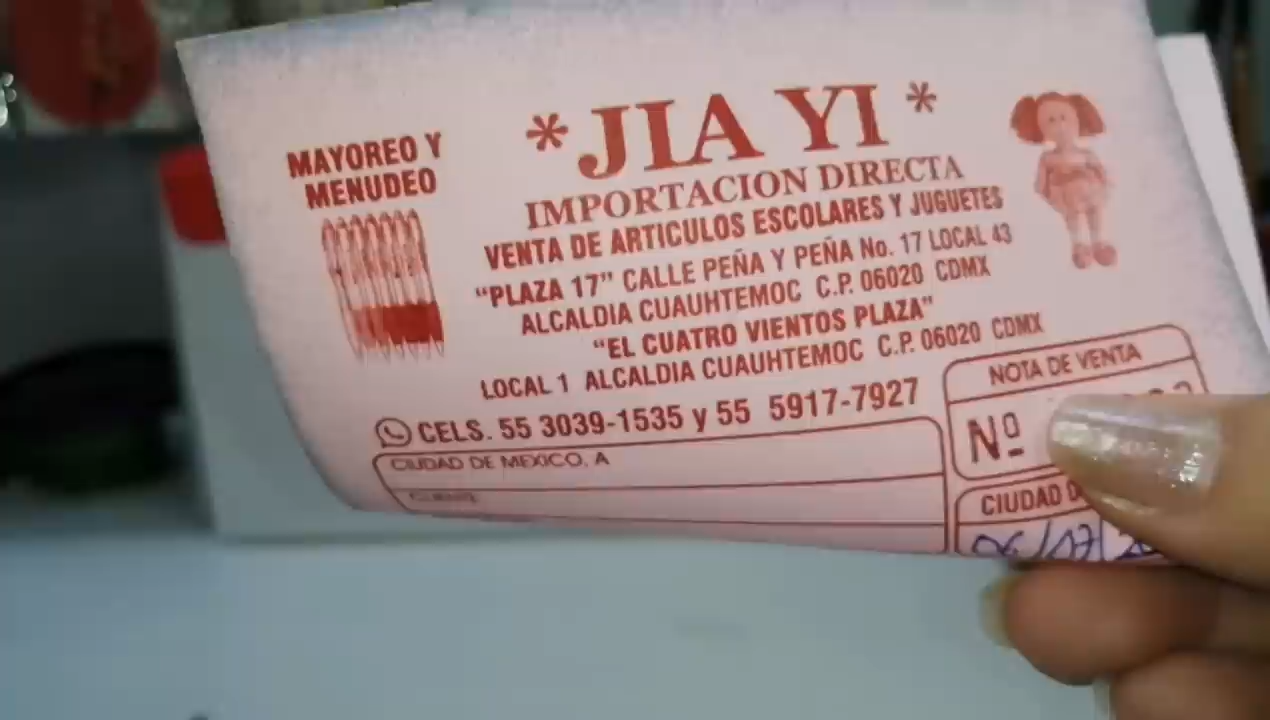 MAYOREO Y
MENUDEO
* JIA YI *
IMPORTACION DIRECTA
VENTA DE ARTICULOS ESCOLARES Y JUGUETES
“PLAZA 17” CALLE PEÑA Y PEÑA No. 17 LOCAL 43
ALCALDIA CUAUHTEMOC C.P. 06020 CDMX
“EL CUATRO VIENTOS PLAZA”
LOCAL 1 ALCALDIA CUAUHTEMOC C.P. 06020 CDMX
CELS. 55 3039-1535 y 55 5917-7927
NOTA DE VENTA
Nº
CIUDAD DE MEXICO, A
CLIENTE
CIUDAD